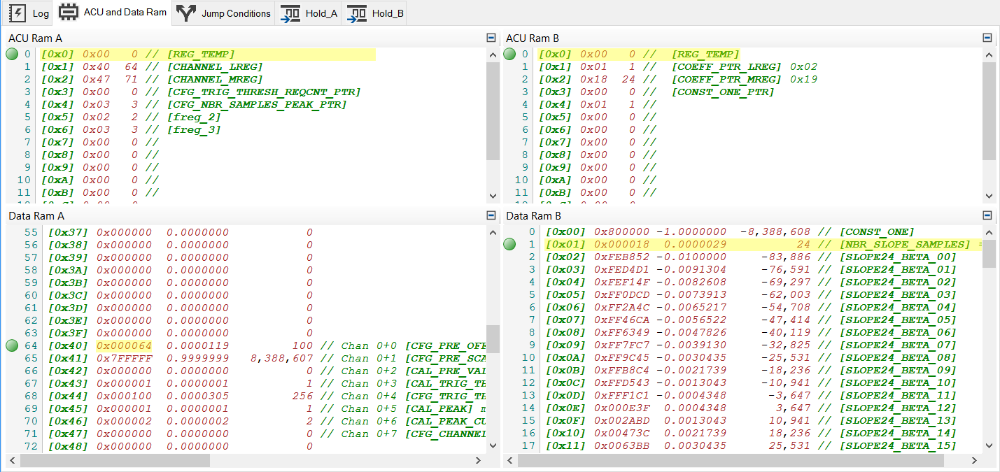 Log ACU and Data Ram Jump Conditions Hold_A Hold_B
ACU Ram A
0 [0x0] 0x00 0 // [REG_TEMP]
1 [0x1] 0x40 64 // [CHANNEL_LREG]
2 [0x2] 0x47 71 // [CHANNEL_MREG]
3 [0x3] 0x00 0 // [CFG_TRIG_THRESH_REQCNT_PTR]
4 [0x4] 0x03 3 // [CFG_NBR_SAMPLES_PEAK_PTR]
5 [0x5] 0x02 2 // [freg_2]
6 [0x6] 0x03 3 // [freg_3]
7 [0x7] 0x00 0 //
8 [0x8] 0x00 0 //
9 [0x9] 0x00 0 //
10 [0xA] 0x00 0 //
11 [0xB] 0x00 0 //
ACU Ram B
0 [0x0] 0x00 0 // [REG_TEMP]
1 [0x1] 0x01 1 // [COEFF_PTR_LREG] 0x02
2 [0x2] 0x18 24 // [COEFF_PTR_MREG] 0x19
3 [0x3] 0x00 0 // [CONST_ONE_PTR]
4 [0x4] 0x01 1 //
5 [0x5] 0x00 0 //
6 [0x6] 0x00 0 //
7 [0x7] 0x00 0 //
8 [0x8] 0x00 0 //
9 [0x9] 0x00 0 //
10 [0xA] 0x00 0 //
11 [0xB] 0x00 0 //
Data Ram A
55 [0x37] 0x000000 0.0000000 0
56 [0x38] 0x000000 0.0000000 0
57 [0x39] 0x000000 0.0000000 0
58 [0x3A] 0x000000 0.0000000 0
59 [0x3B] 0x000000 0.0000000 0
60 [0x3C] 0x000000 0.0000000 0
61 [0x3D] 0x000000 0.0000000 0
62 [0x3E] 0x000000 0.0000000 0
63 [0x3F] 0x000000 0.0000000 0
64 [0x40] 0x000064 0.0000119 100 // Chan 0+0 [CFG_PRE_OFF
65 [0x41] 0x7FFFFF 0.9999999 8,388,607 // Chan 0+1 [CFG_PRE_SCA
66 [0x42] 0x000000 0.0000000 0 // Chan 0+2 [CAL_PRE_VAL
67 [0x43] 0x000001 0.0000001 1 // Chan 0+3 [CAL_TRIG_TH
68 [0x44] 0x000100 0.0000305 256 // Chan 0+4 [CFG_TRIG_TH
69 [0x45] 0x000001 0.0000001 1 // Chan 0+5 [CAL_PEAK] m
70 [0x46] 0x000002 0.0000002 2 // Chan 0+6 [CAL_PEAK_CU
71 [0x47] 0x000000 0.0000000 0 // Chan 0+7 [CFG_CHANNEL
72 [0x48] 0x000000 0.0000000 0
Data Ram B
0 [0x00] 0x800000 -1.0000000 -8,388,608 // [CONST_ONE]
1 [0x01] 0x000018 0.0000029 24 // [NBR_SLOPE_SAMPLES] =
2 [0x02] 0xFEB852 -0.0100000 -83,886 // [SLOPE24_BETA_00]
3 [0x03] 0xFED4D1 -0.0091304 -76,591 // [SLOPE24_BETA_01]
4 [0x04] 0xFEF14F -0.0082608 -69,297 // [SLOPE24_BETA_02]
5 [0x05] 0xFF0DCD -0.0073913 -62,003 // [SLOPE24_BETA_03]
6 [0x06] 0xFF2A4C -0.0065217 -54,708 // [SLOPE24_BETA_04]
7 [0x07] 0xFF46CA -0.0056522 -47,414 // [SLOPE24_BETA_05]
8 [0x08] 0xFF6349 -0.0047826 -40,119 // [SLOPE24_BETA_06]
9 [0x09] 0xFF7FC7 -0.0039130 -32,825 // [SLOPE24_BETA_07]
10 [0x0A] 0xFF9C45 -0.0030435 -25,531 // [SLOPE24_BETA_08]
11 [0x0B] 0xFFB8C4 -0.0021739 -18,236 // [SLOPE24_BETA_09]
12 [0x0C] 0xFFD543 -0.0013043 -10,941 // [SLOPE24_BETA_10]
13 [0x0D] 0xFFF1C1 -0.0004348 -3,647 // [SLOPE24_BETA_11]
14 [0x0E] 0x000E3F 0.0004348 3,647 // [SLOPE24_BETA_12]
15 [0x0F] 0x002ABD 0.0013043 10,941 // [SLOPE24_BETA_13]
16 [0x10] 0x00473C 0.0021739 18,236 // [SLOPE24_BETA_14]
17 [0x11] 0x0063BB 0.0030435 25,531 // [SLOPE24_BETA_15]